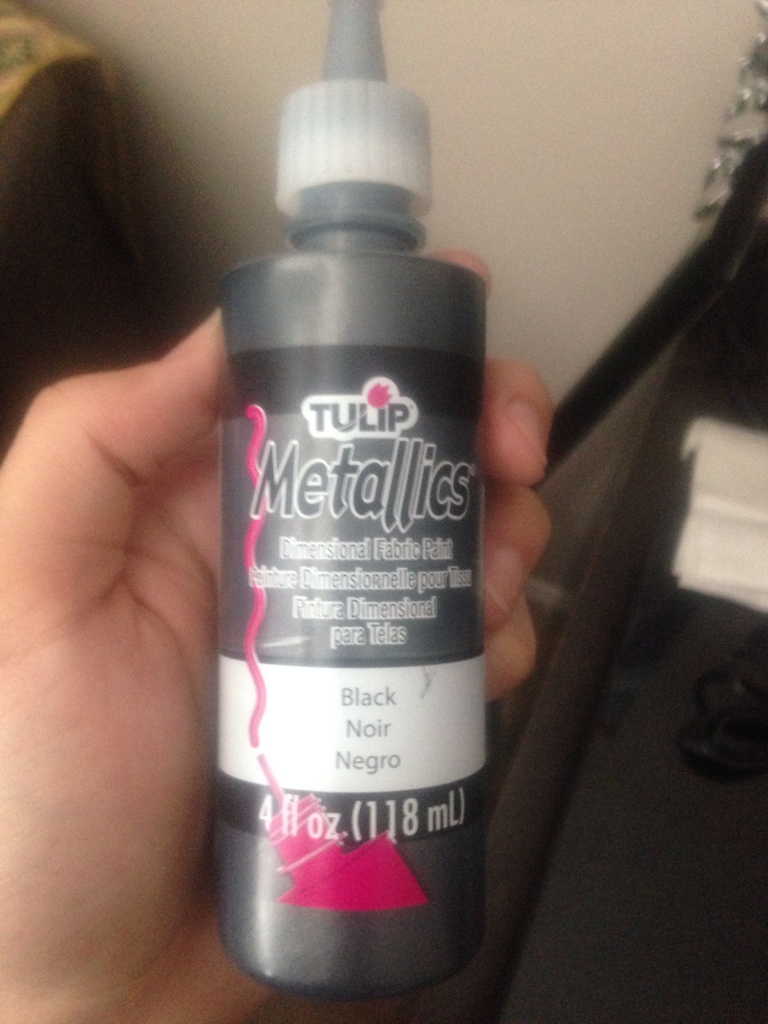 TULIP
Metallics
Dimensional Fabric Paint
Peinture Dimensionnelle pour Tissu
Pintura Dimensional
para Telas
Black
Noir
Negro
4 fl oz (118 mL)